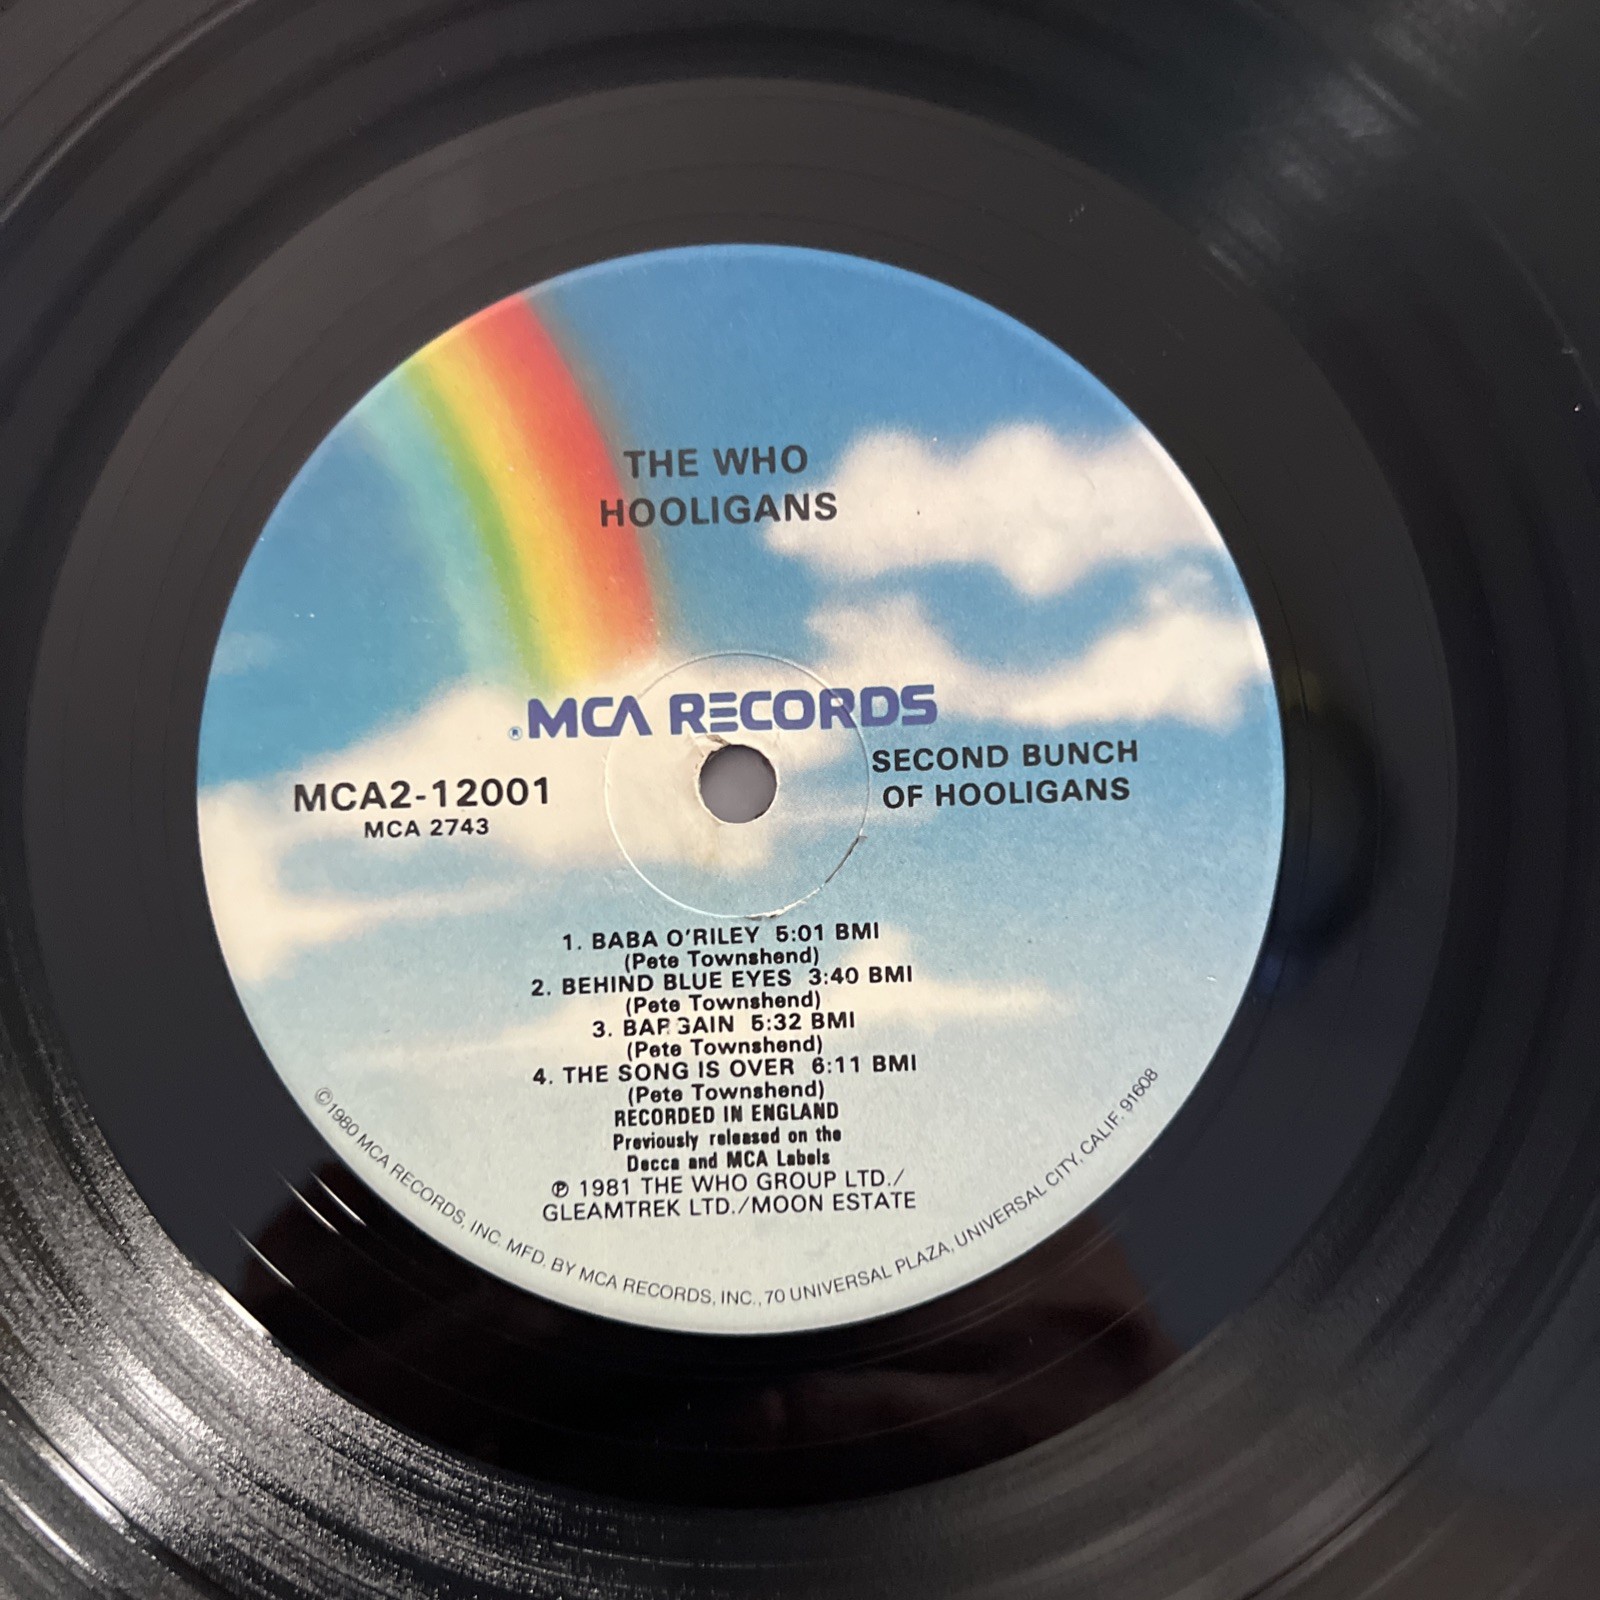 THE WHO
HOOLIGANS
® MCA RECORDS
MCA2-12001
MCA 2743
SECOND BUNCH
OF HOOLIGANS
1. BABA O'RILEY 5:01 BMI
(Pete Townshend)
2. BEHIND BLUE EYES 3:40 BMI
(Pete Townshend)
3. BARGAIN 5:32 BMI
(Pete Townshend)
4. THE SONG IS OVER 6:11 BMI
(Pete Townshend)
RECORDED IN ENGLAND
Previously released on the
Decca and MCA Labels
℗ 1981 THE WHO GROUP LTD./
GLEAMTREK LTD./MOON ESTATE
©1980 MCA RECORDS, INC. MFD. BY MCA RECORDS, INC., 70 UNIVERSAL PLAZA, UNIVERSAL CITY, CALIF. 91608